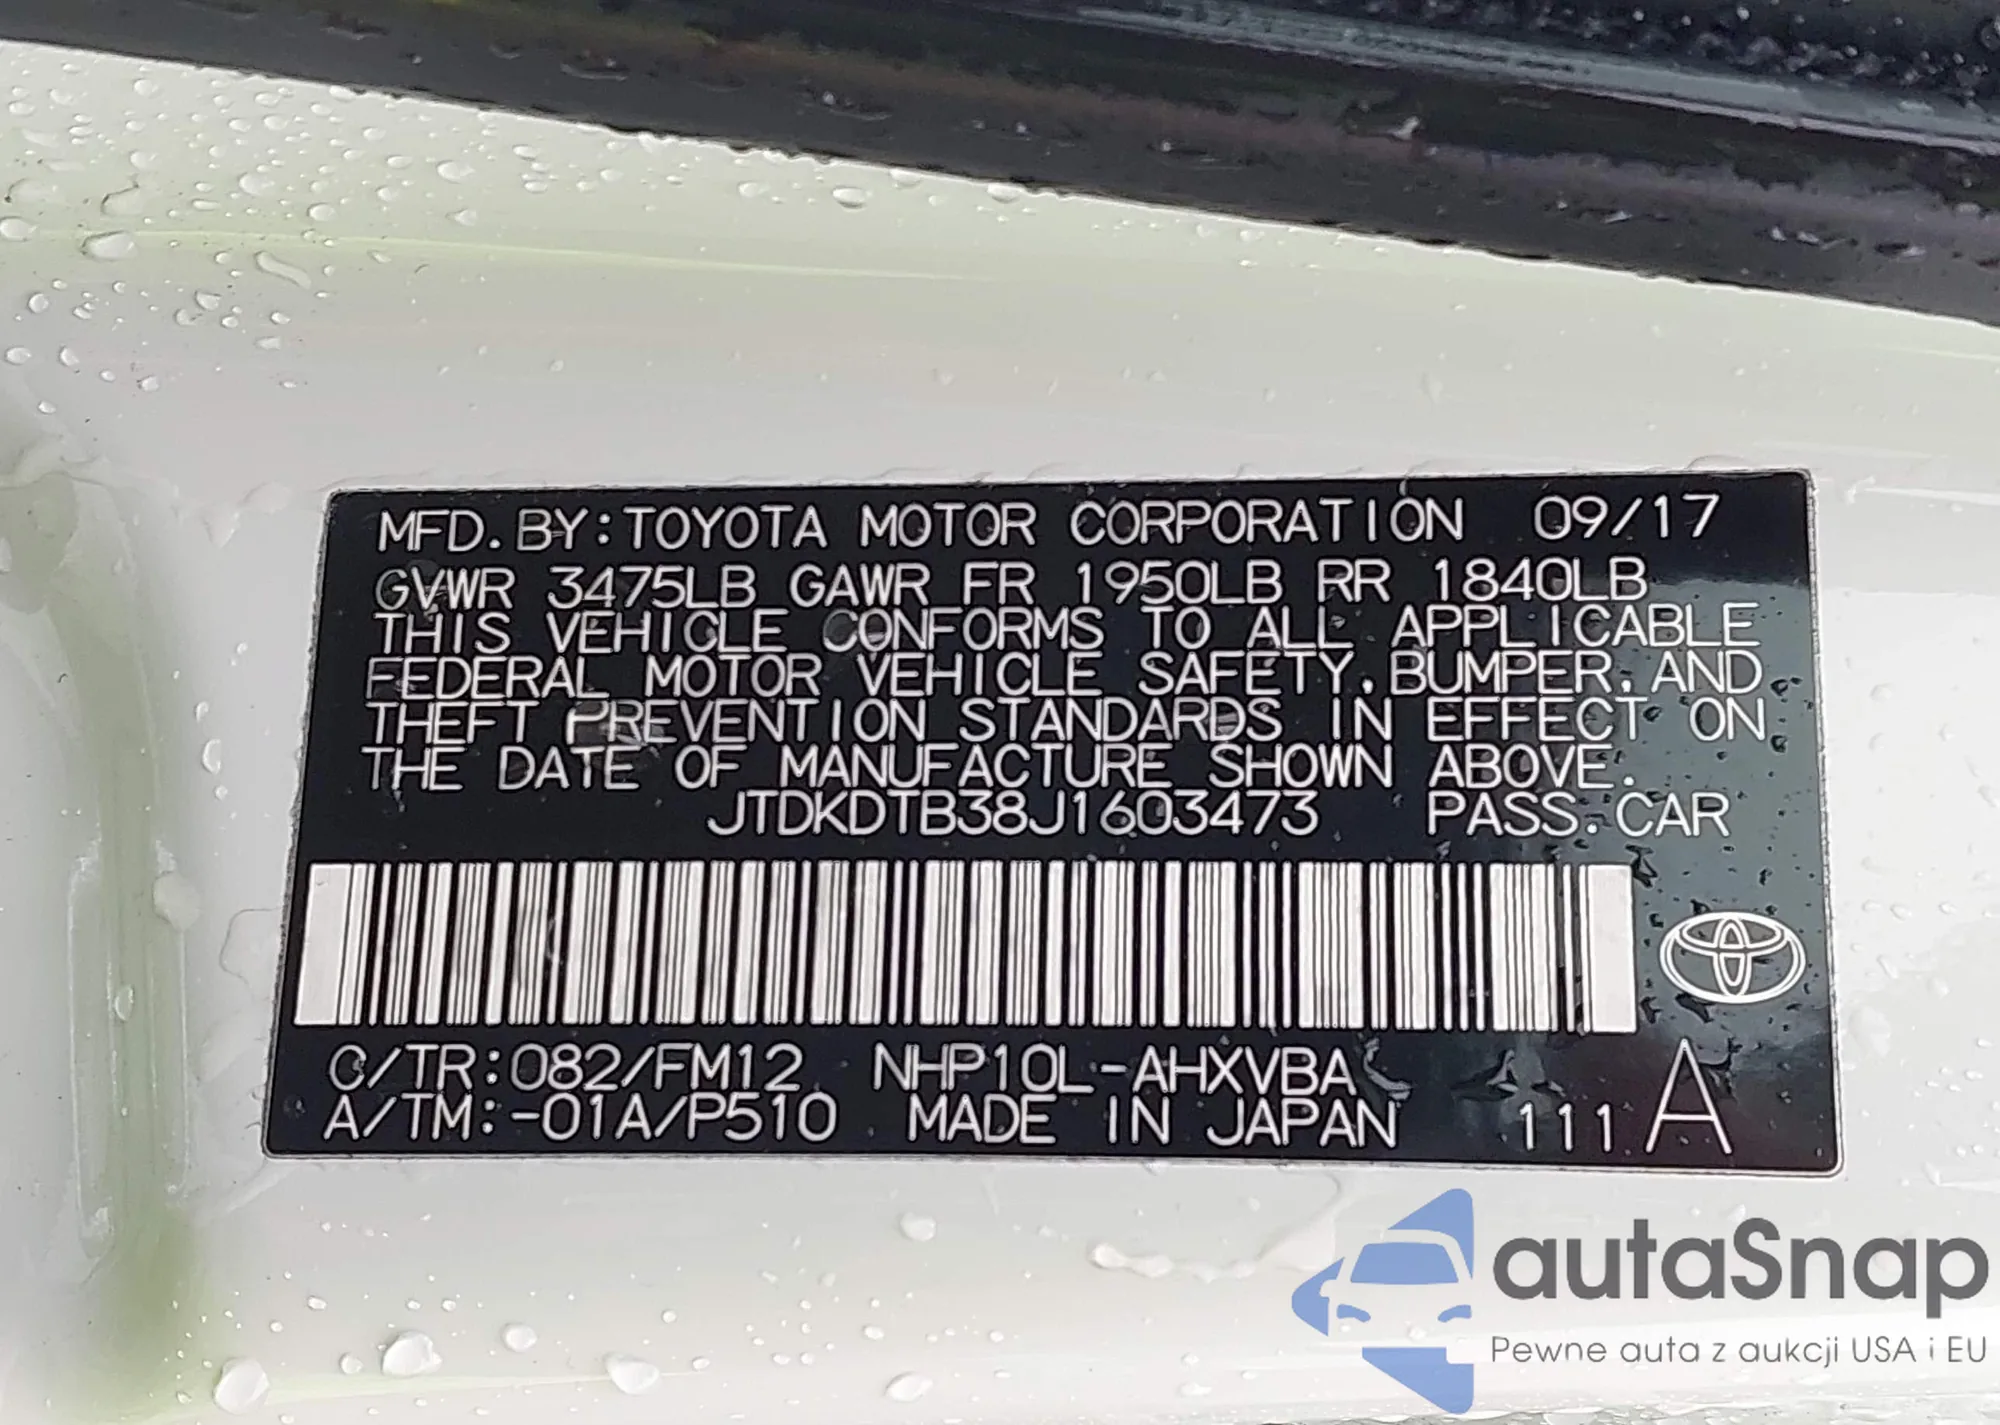 MFD. BY: TOYOTA MOTOR CORPORATION 09/17
GVWR 3475LB GAWR FR 1950LB RR 1840LB
THIS VEHICLE CONFORMS TO ALL APPLICABLE
FEDERAL MOTOR VEHICLE SAFETY, BUMPER, AND
THEFT PREVENTION STANDARDS IN EFFECT ON
THE DATE OF MANUFACTURE SHOWN ABOVE.
JTDKDTB38J1603473 PASS. CAR
C/TR: 082/FM12 NHP10L-AHXVBA
A/TM: -01A/P510 MADE IN JAPAN 111 A
autaSnap
Pewne auta z aukcji USA i EU